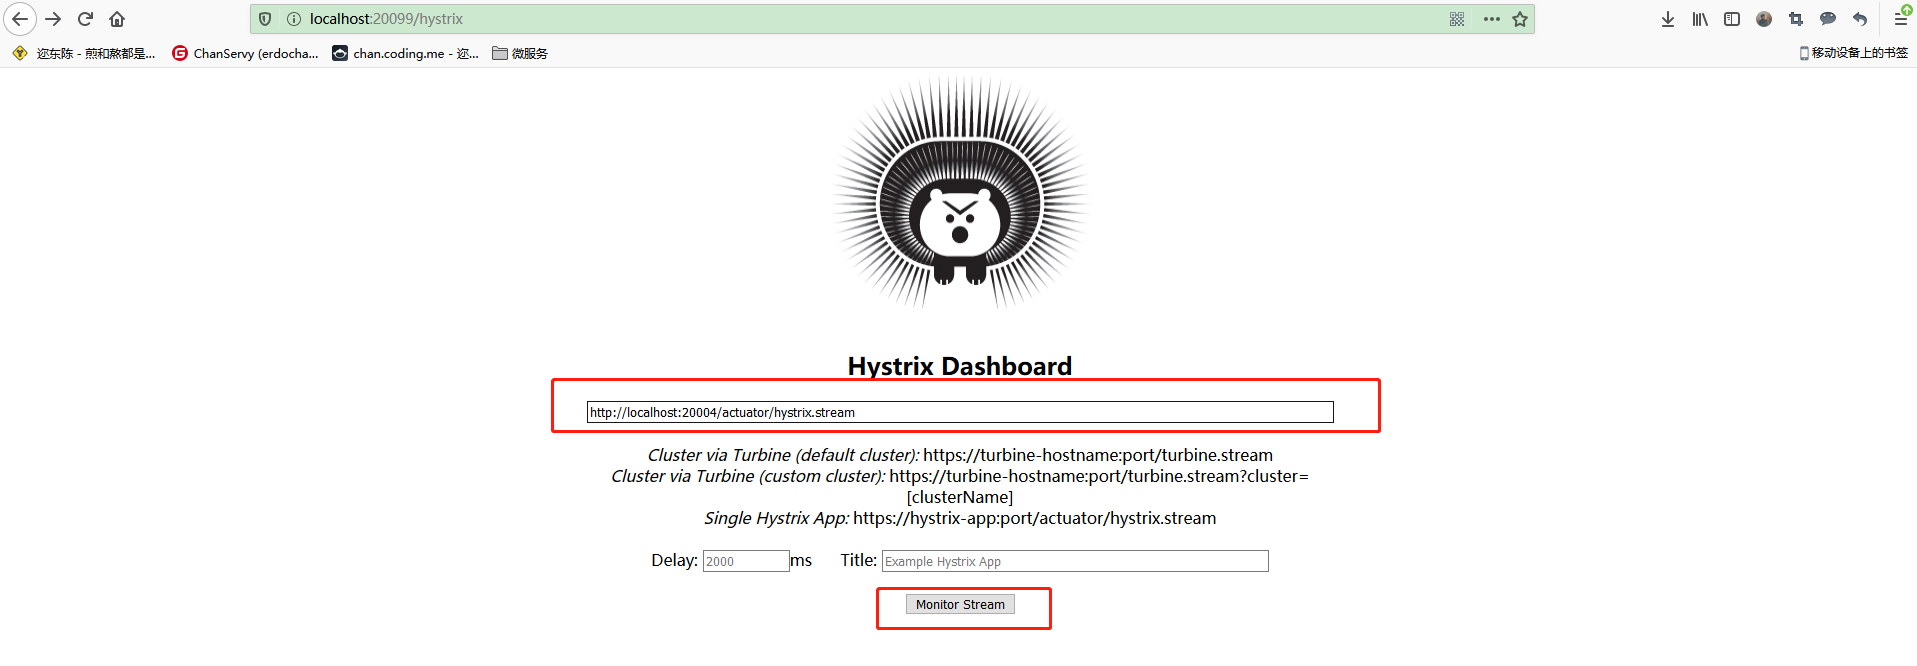 localhost:20099/hystrix
迩东陈 - 煎和熬都是...
ChanServy (erdocha...
chan.coding.me - 迩...
微服务
移动设备上的书签
Hystrix Dashboard
http://localhost:20004/actuator/hystrix.stream
Cluster via Turbine (default cluster): https://turbine-hostname:port/turbine.stream
Cluster via Turbine (custom cluster): https://turbine-hostname:port/turbine.stream?cluster=
[clusterName]
Single Hystrix App: https://hystrix-app:port/actuator/hystrix.stream
Delay: 2000 ms Title: Example Hystrix App
Monitor Stream